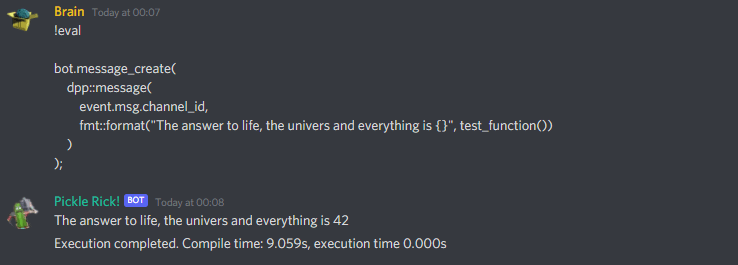 Brain Today at 00:07
!eval
bot.message_create(
dpp::message(
event.msg.channel_id,
fmt::format("The answer to life, the univers and everything is {}", test_function())
)
);
Pickle Rick! BOT Today at 00:08
The answer to life, the univers and everything is 42
Execution completed. Compile time: 9.059s, execution time 0.000s